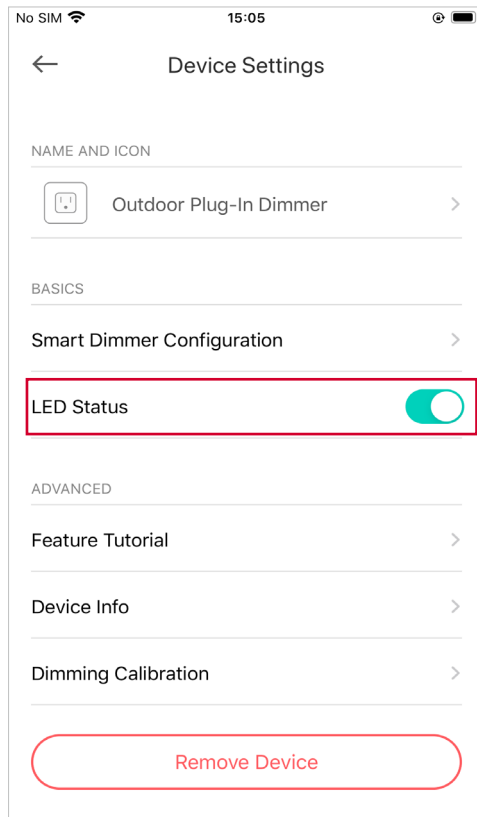 No SIM 15:05
Device Settings
NAME AND ICON
Outdoor Plug-In Dimmer
BASICS
Smart Dimmer Configuration
LED Status
ADVANCED
Feature Tutorial
Device Info
Dimming Calibration
Remove Device